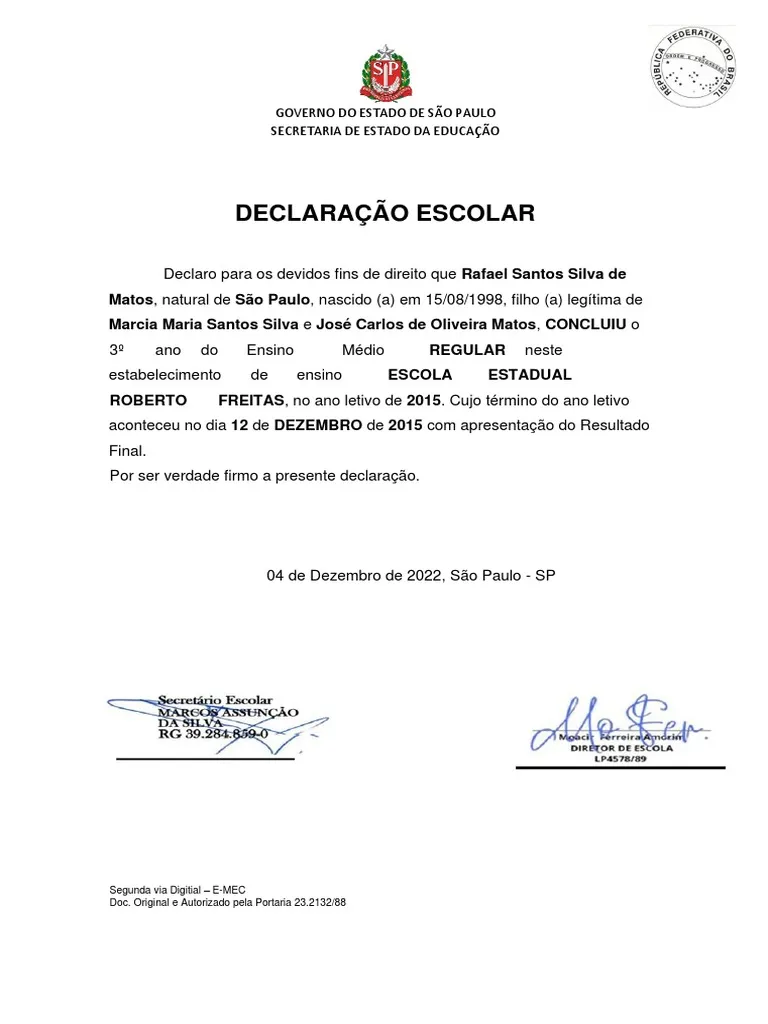 SP
REPÚBLICA FEDERATIVA DO BRASIL
ORDEM E PROGRESSO
GOVERNO DO ESTADO DE SÃO PAULO
SECRETARIA DE ESTADO DA EDUCAÇÃO
DECLARAÇÃO ESCOLAR
Declaro para os devidos fins de direito que Rafael Santos Silva de
Matos, natural de São Paulo, nascido (a) em 15/08/1998, filho (a) legítima de
Marcia Maria Santos Silva e José Carlos de Oliveira Matos, CONCLUIU o
3º ano do Ensino Médio REGULAR neste
estabelecimento de ensino ESCOLA ESTADUAL
ROBERTO FREITAS, no ano letivo de 2015. Cujo término do ano letivo
aconteceu no dia 12 de DEZEMBRO de 2015 com apresentação do Resultado
Final.
Por ser verdade firmo a presente declaração.
04 de Dezembro de 2022, São Paulo - SP
Secretário Escolar
MARCOS ASSUNÇÃO
DA SILVA
RG 39.284.859-0
Ferreira Amorim
DIRETOR DE ESCOLA
LP4578/89
Segunda via Digitial – E-MEC
Doc. Original e Autorizado pela Portaria 23.2132/88